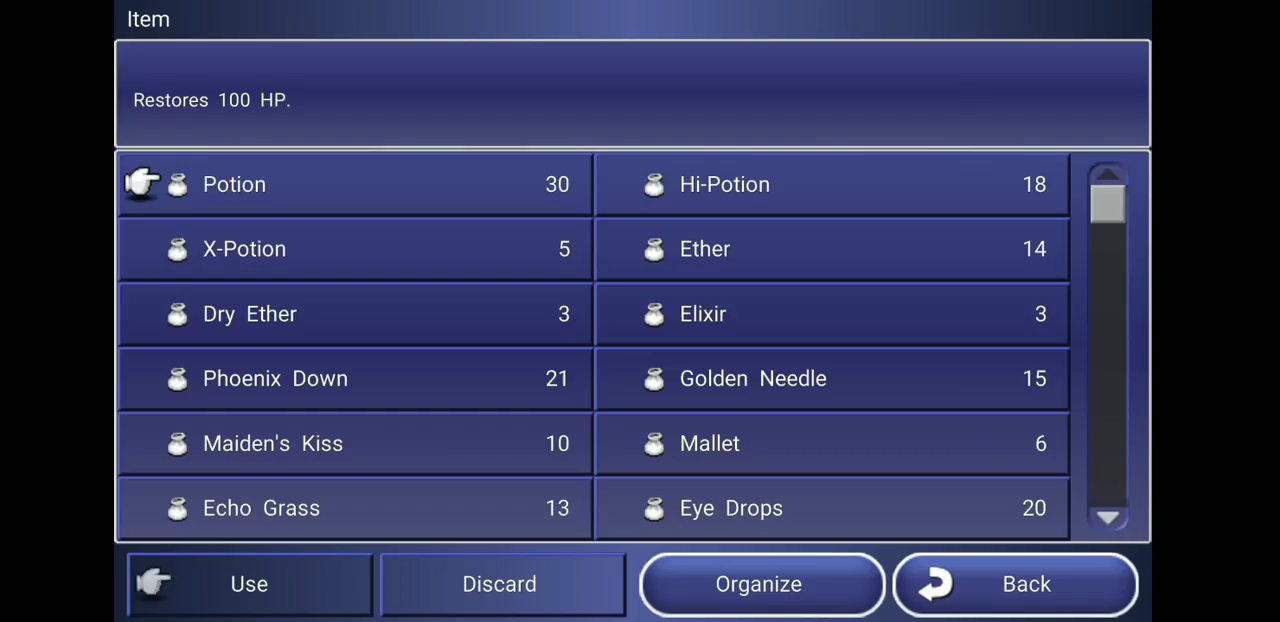 Item
Restores 100 HP.
Potion 30 Hi-Potion 18
X-Potion 5 Ether 14
Dry Ether 3 Elixir 3
Phoenix Down 21 Golden Needle 15
Maiden's Kiss 10 Mallet 6
Echo Grass 13 Eye Drops 20
Use Discard Organize Back